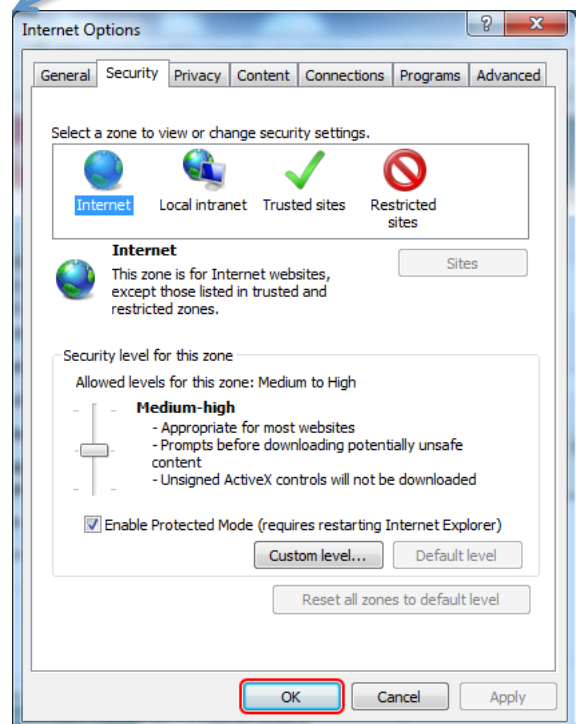 Internet Options
? X
General Security Privacy Content Connections Programs Advanced
Select a zone to view or change security settings.
Internet Local intranet Trusted sites Restricted
sites
Internet
Sites
This zone is for Internet websites,
except those listed in trusted and
restricted zones.
Security level for this zone
Allowed levels for this zone: Medium to High
Medium-high
- Appropriate for most websites
- Prompts before downloading potentially unsafe
content
- Unsigned ActiveX controls will not be downloaded
Enable Protected Mode (requires restarting Internet Explorer)
Custom level... Default level
Reset all zones to default level
OK Cancel Apply